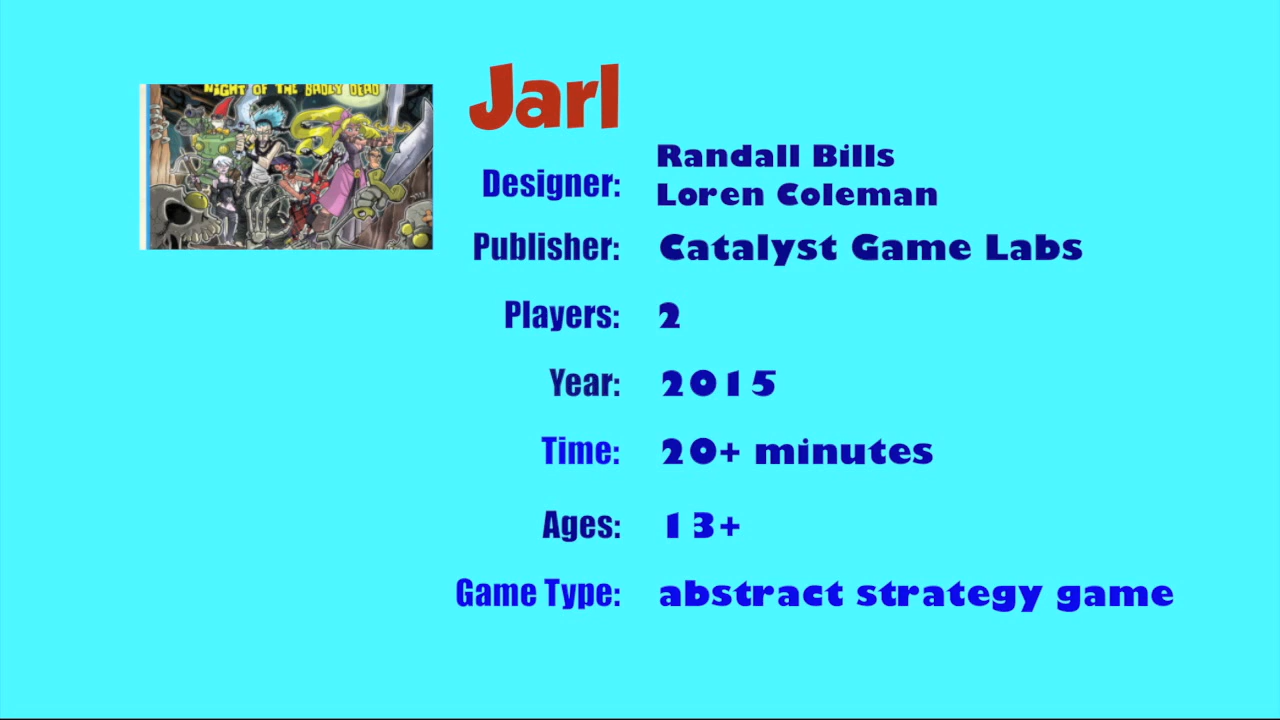 NIGHT OF THE BADLY DEAD
Jarl
Designer: Randall Bills
Loren Coleman
Publisher: Catalyst Game Labs
Players: 2
Year: 2015
Time: 20+ minutes
Ages: 13+
Game Type: abstract strategy game